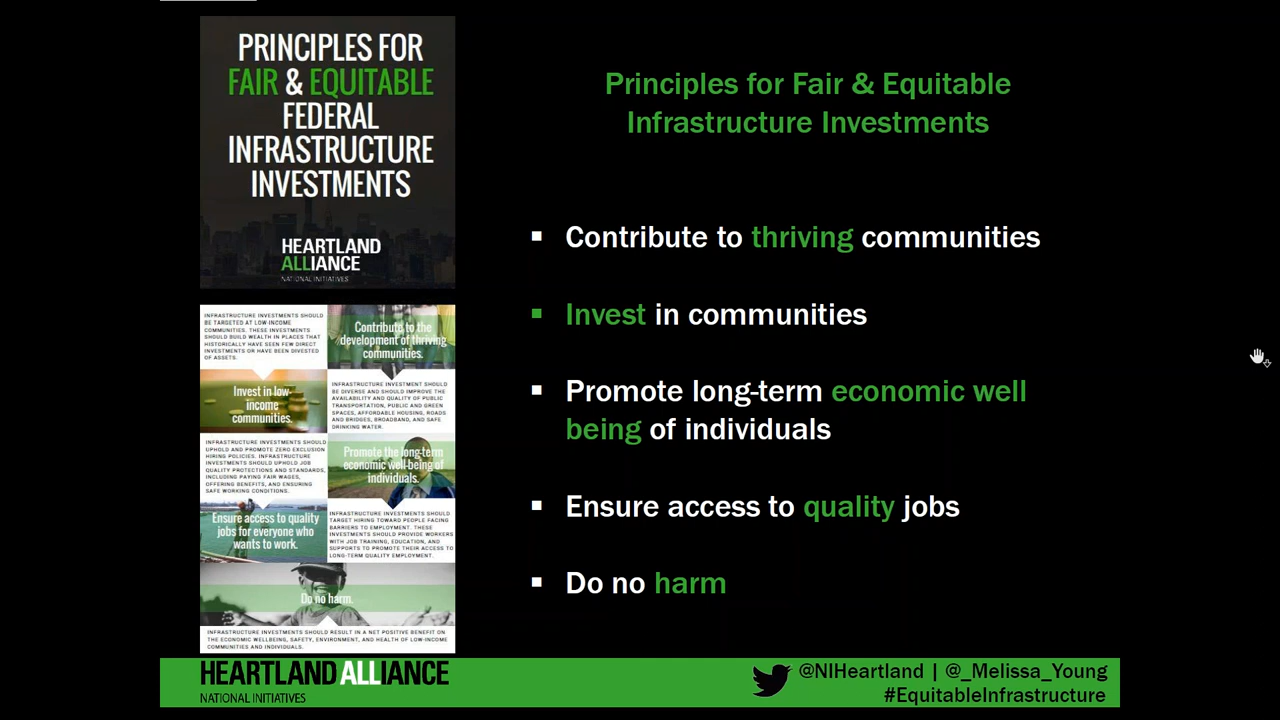 PRINCIPLES FOR
FAIR & EQUITABLE
FEDERAL
INFRASTRUCTURE
INVESTMENTS
HEARTLAND
ALLIANCE
NATIONAL INITIATIVES
INFRASTRUCTURE INVESTMENTS SHOULD
BE TARGETED AT LOW-INCOME
COMMUNITIES. THESE INVESTMENTS
SHOULD BUILD WEALTH IN PLACES THAT
HISTORICALLY HAVE SEEN FEW DIRECT
INVESTMENTS OR HAVE BEEN DIVESTED
OF ASSETS.
Contribute to the
development of thriving
communities.
Invest in low-
income
communities.
INFRASTRUCTURE INVESTMENT SHOULD
BE DIVERSE AND SHOULD IMPROVE THE
AVAILABILITY AND QUALITY OF PUBLIC
TRANSPORTATION, PUBLIC AND GREEN
SPACES, AFFORDABLE HOUSING, ROADS
AND BRIDGES, BROADBAND, AND SAFE
DRINKING WATER.
INFRASTRUCTURE INVESTMENTS SHOULD
UPHOLD AND PROMOTE ZERO EXCLUSION
HIRING POLICIES. INFRASTRUCTURE
INVESTMENTS SHOULD UPHOLD JOB
QUALITY PROTECTIONS AND STANDARDS,
INCLUDING PAYING FAIR WAGES,
OFFERING BENEFITS, AND ENSURING
SAFE WORKING CONDITIONS.
Promote the long-term
economic well-being of
individuals.
Ensure access to quality
jobs for everyone who
wants to work.
INFRASTRUCTURE INVESTMENTS SHOULD
TARGET HIRING TOWARD PEOPLE FACING
BARRIERS TO EMPLOYMENT. THESE
INVESTMENTS SHOULD PROVIDE WORKERS
WITH JOB TRAINING, EDUCATION, AND
SUPPORTS TO PROMOTE THEIR ACCESS TO
LONG-TERM QUALITY EMPLOYMENT.
Do no harm.
INFRASTRUCTURE INVESTMENTS SHOULD RESULT IN A NET POSITIVE BENEFIT ON
THE ECONOMIC WELLBEING, SAFETY, ENVIRONMENT, AND HEALTH OF LOW-INCOME
COMMUNITIES AND INDIVIDUALS.
Principles for Fair & Equitable
Infrastructure Investments
▪ Contribute to thriving communities
▪ Invest in communities
▪ Promote long-term economic well
being of individuals
▪ Ensure access to quality jobs
▪ Do no harm
HEARTLAND ALLIANCE
NATIONAL INITIATIVES
@NIHeartland | @_Melissa_Young
#EquitableInfrastructure